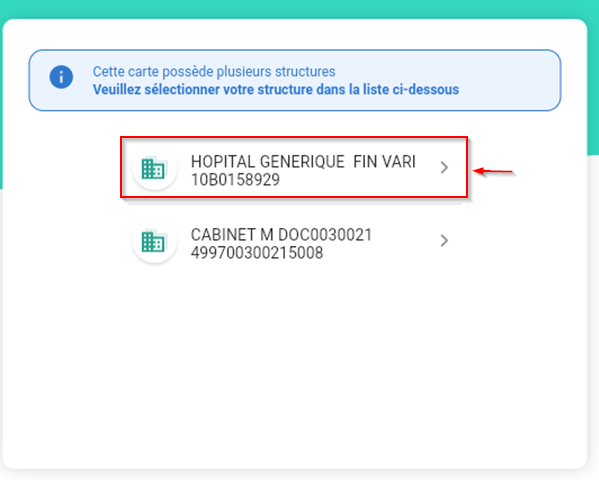 Cette carte possède plusieurs structures
Veuillez sélectionner votre structure dans la liste ci-dessous
HOPITAL GENERIQUE FIN VARI
10B0158929
CABINET M DOC0030021
499700300215008